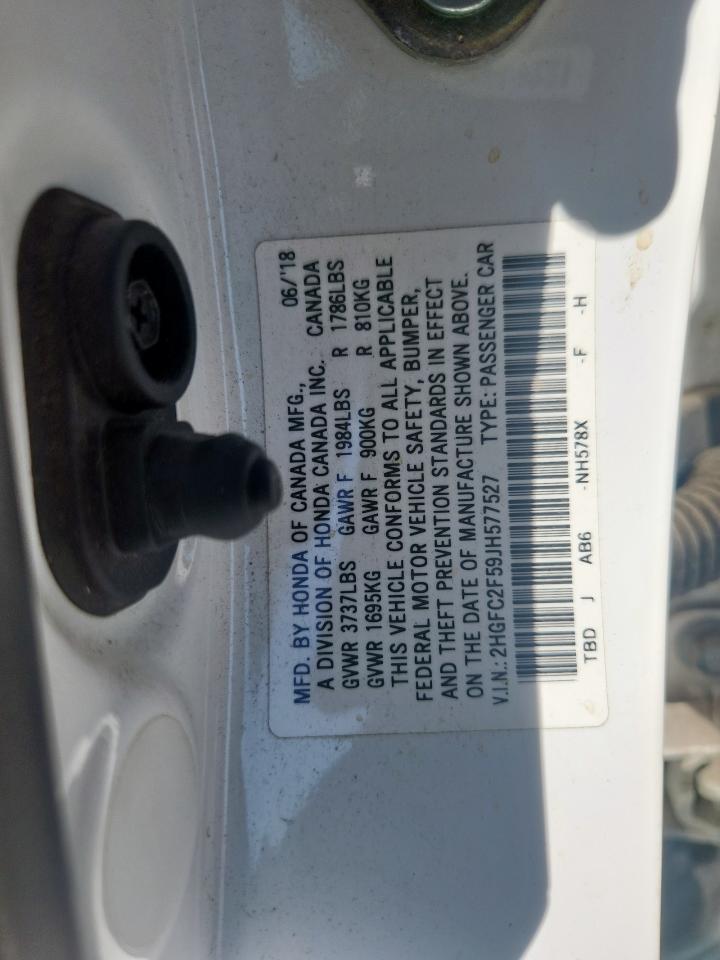 MFD. BY HONDA OF CANADA MFG., 06/'18
A DIVISION OF HONDA CANADA INC. CANADA
GVWR 3737LBS GAWR F 1984LBS R 1786LBS
GVWR 1695KG GAWR F 900KG R 810KG
THIS VEHICLE CONFORMS TO ALL APPLICABLE
FEDERAL MOTOR VEHICLE SAFETY, BUMPER,
AND THEFT PREVENTION STANDARDS IN EFFECT
ON THE DATE OF MANUFACTURE SHOWN ABOVE.
V.I.N.: 2HGFC2F59JH577527 TYPE: PASSENGER CAR
TBD J AB6 -NH578X -F -H